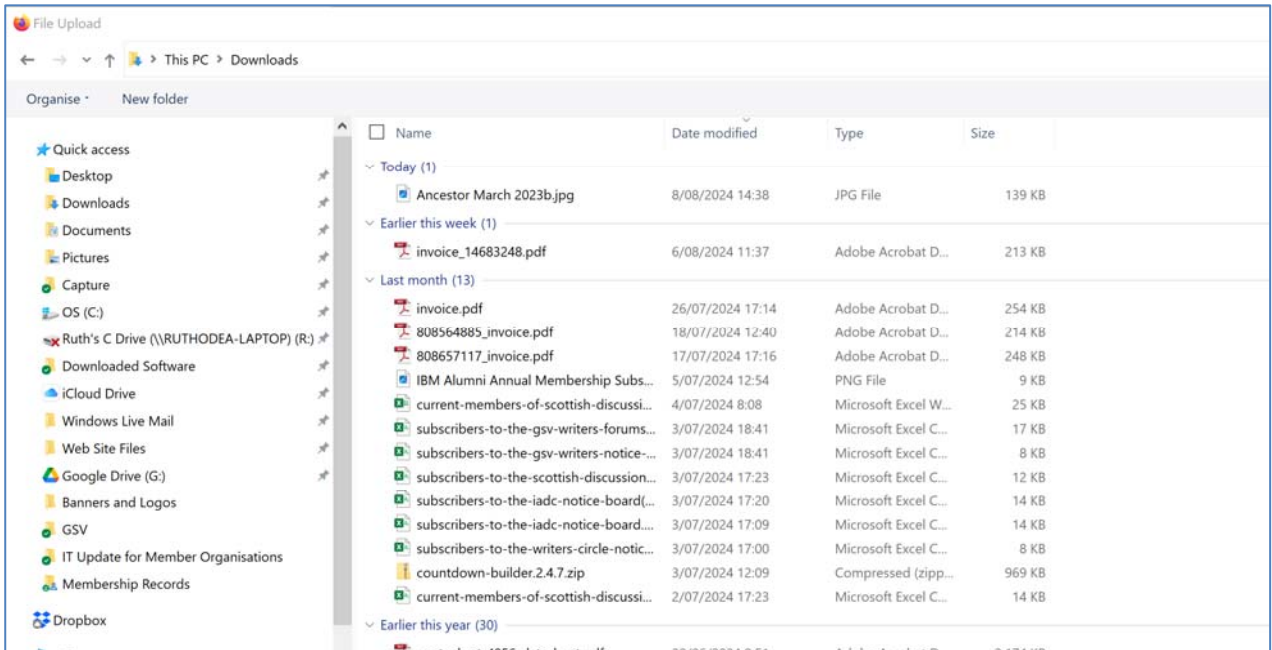 File Upload
This PC > Downloads
Organise New folder
Name Date modified Type Size
Quick access
Desktop
Downloads
Documents
Pictures
Capture
OS (C:)
Ruth's C Drive (\\RUTHODEA-LAPTOP) (R:)
Downloaded Software
iCloud Drive
Windows Live Mail
Web Site Files
Google Drive (G:)
Banners and Logos
GSV
IT Update for Member Organisations
Membership Records
Dropbox
Today (1)
Ancestor March 2023b.jpg 8/08/2024 14:38 JPG File 139 KB
Earlier this week (1)
invoice_14683248.pdf 6/08/2024 11:37 Adobe Acrobat D... 213 KB
Last month (13)
invoice.pdf 26/07/2024 17:14 Adobe Acrobat D... 254 KB
808564885_invoice.pdf 18/07/2024 12:40 Adobe Acrobat D... 214 KB
808657117_invoice.pdf 17/07/2024 17:16 Adobe Acrobat D... 248 KB
IBM Alumni Annual Membership Subs... 5/07/2024 12:54 PNG File 9 KB
current-members-of-scottish-discussi... 4/07/2024 8:08 Microsoft Excel W... 25 KB
subscribers-to-the-gsv-writers-forums... 3/07/2024 18:41 Microsoft Excel C... 17 KB
subscribers-to-the-gsv-writers-notice-... 3/07/2024 18:41 Microsoft Excel C... 8 KB
subscribers-to-the-scottish-discussion... 3/07/2024 17:23 Microsoft Excel C... 12 KB
subscribers-to-the-iadc-notice-board(... 3/07/2024 17:20 Microsoft Excel C... 14 KB
subscribers-to-the-iadc-notice-board.... 3/07/2024 17:09 Microsoft Excel C... 14 KB
subscribers-to-the-writers-circle-notic... 3/07/2024 17:00 Microsoft Excel C... 8 KB
countdown-builder.2.4.7.zip 3/07/2024 12:09 Compressed (zipp... 969 KB
current-members-of-scottish-discussi... 2/07/2024 17:23 Microsoft Excel C... 14 KB
Earlier this year (30)